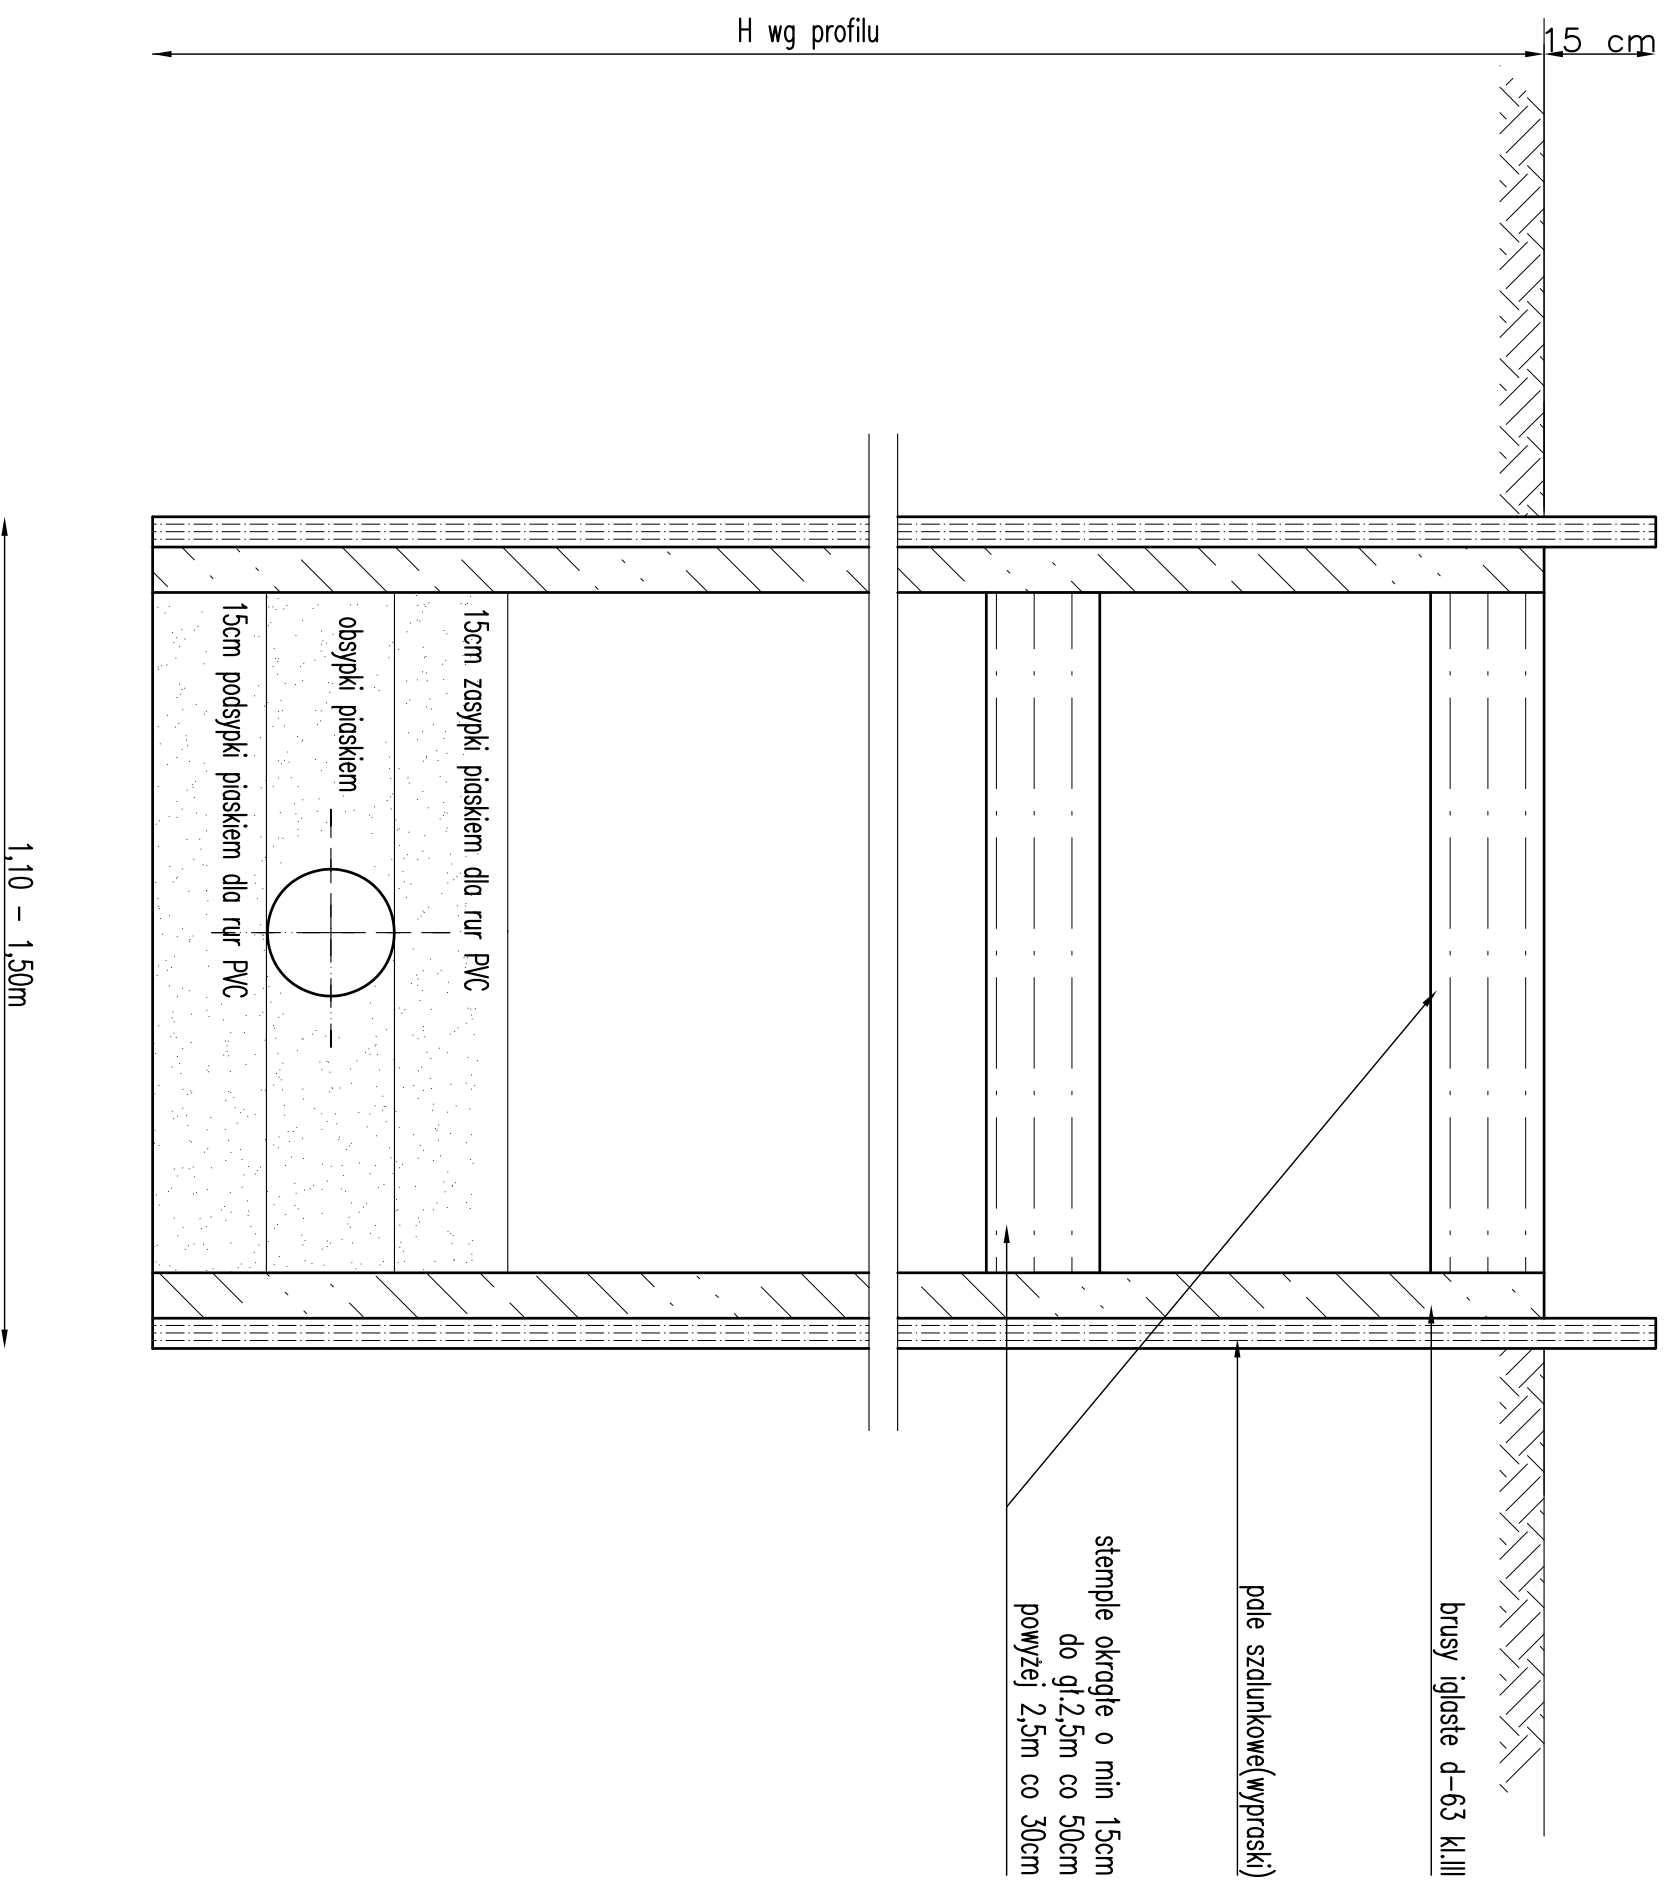 15 cm
H wg profilu
brusy iglaste d-63 kl.III
pale szalunkowe(wypraski)
stemple okrągłe o min 15cm
do gł.2,5m co 50cm
powyżej 2,5m co 30cm
15cm zasypki piaskiem dla rur PVC
obsypki piaskiem
15cm podsypki piaskiem dla rur PVC
1,10 - 1,50m